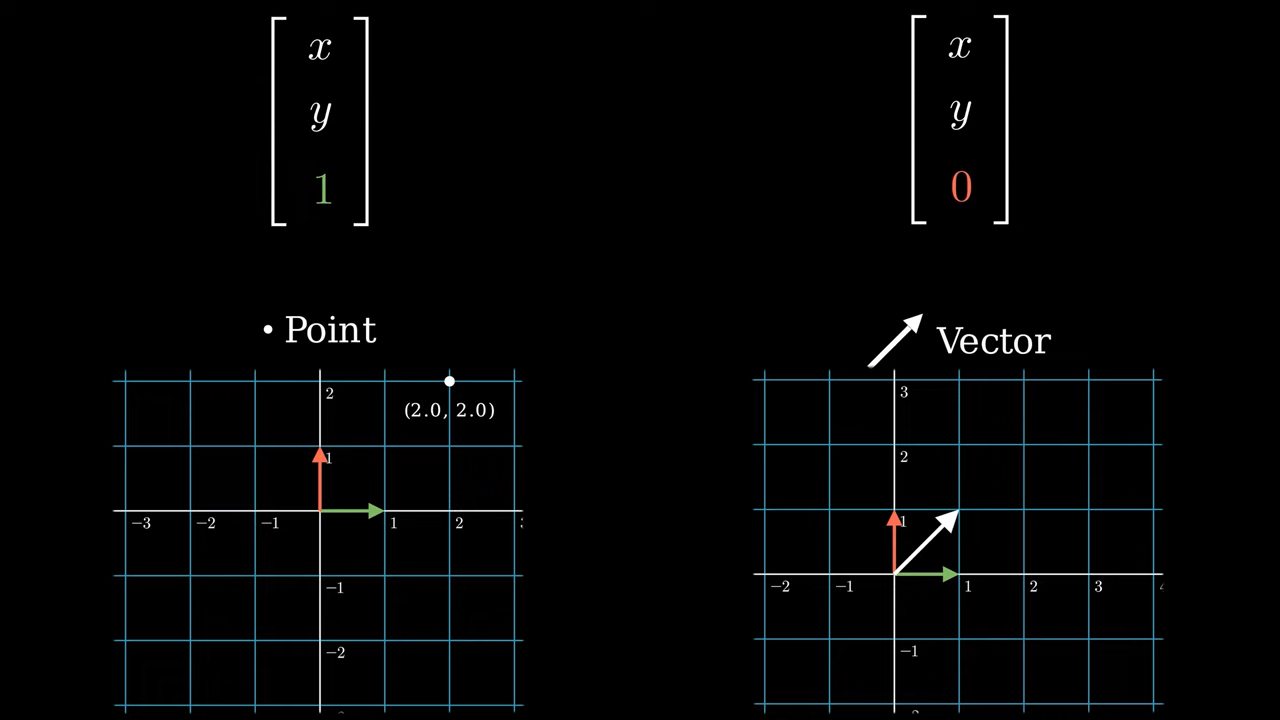 x
y
1
x
y
0
• Point
Vector
2
(2.0, 2.0)
1
−3 −2 −1 1 2
−1
−2
3
2
1
−2 −1 1 2 3
−1